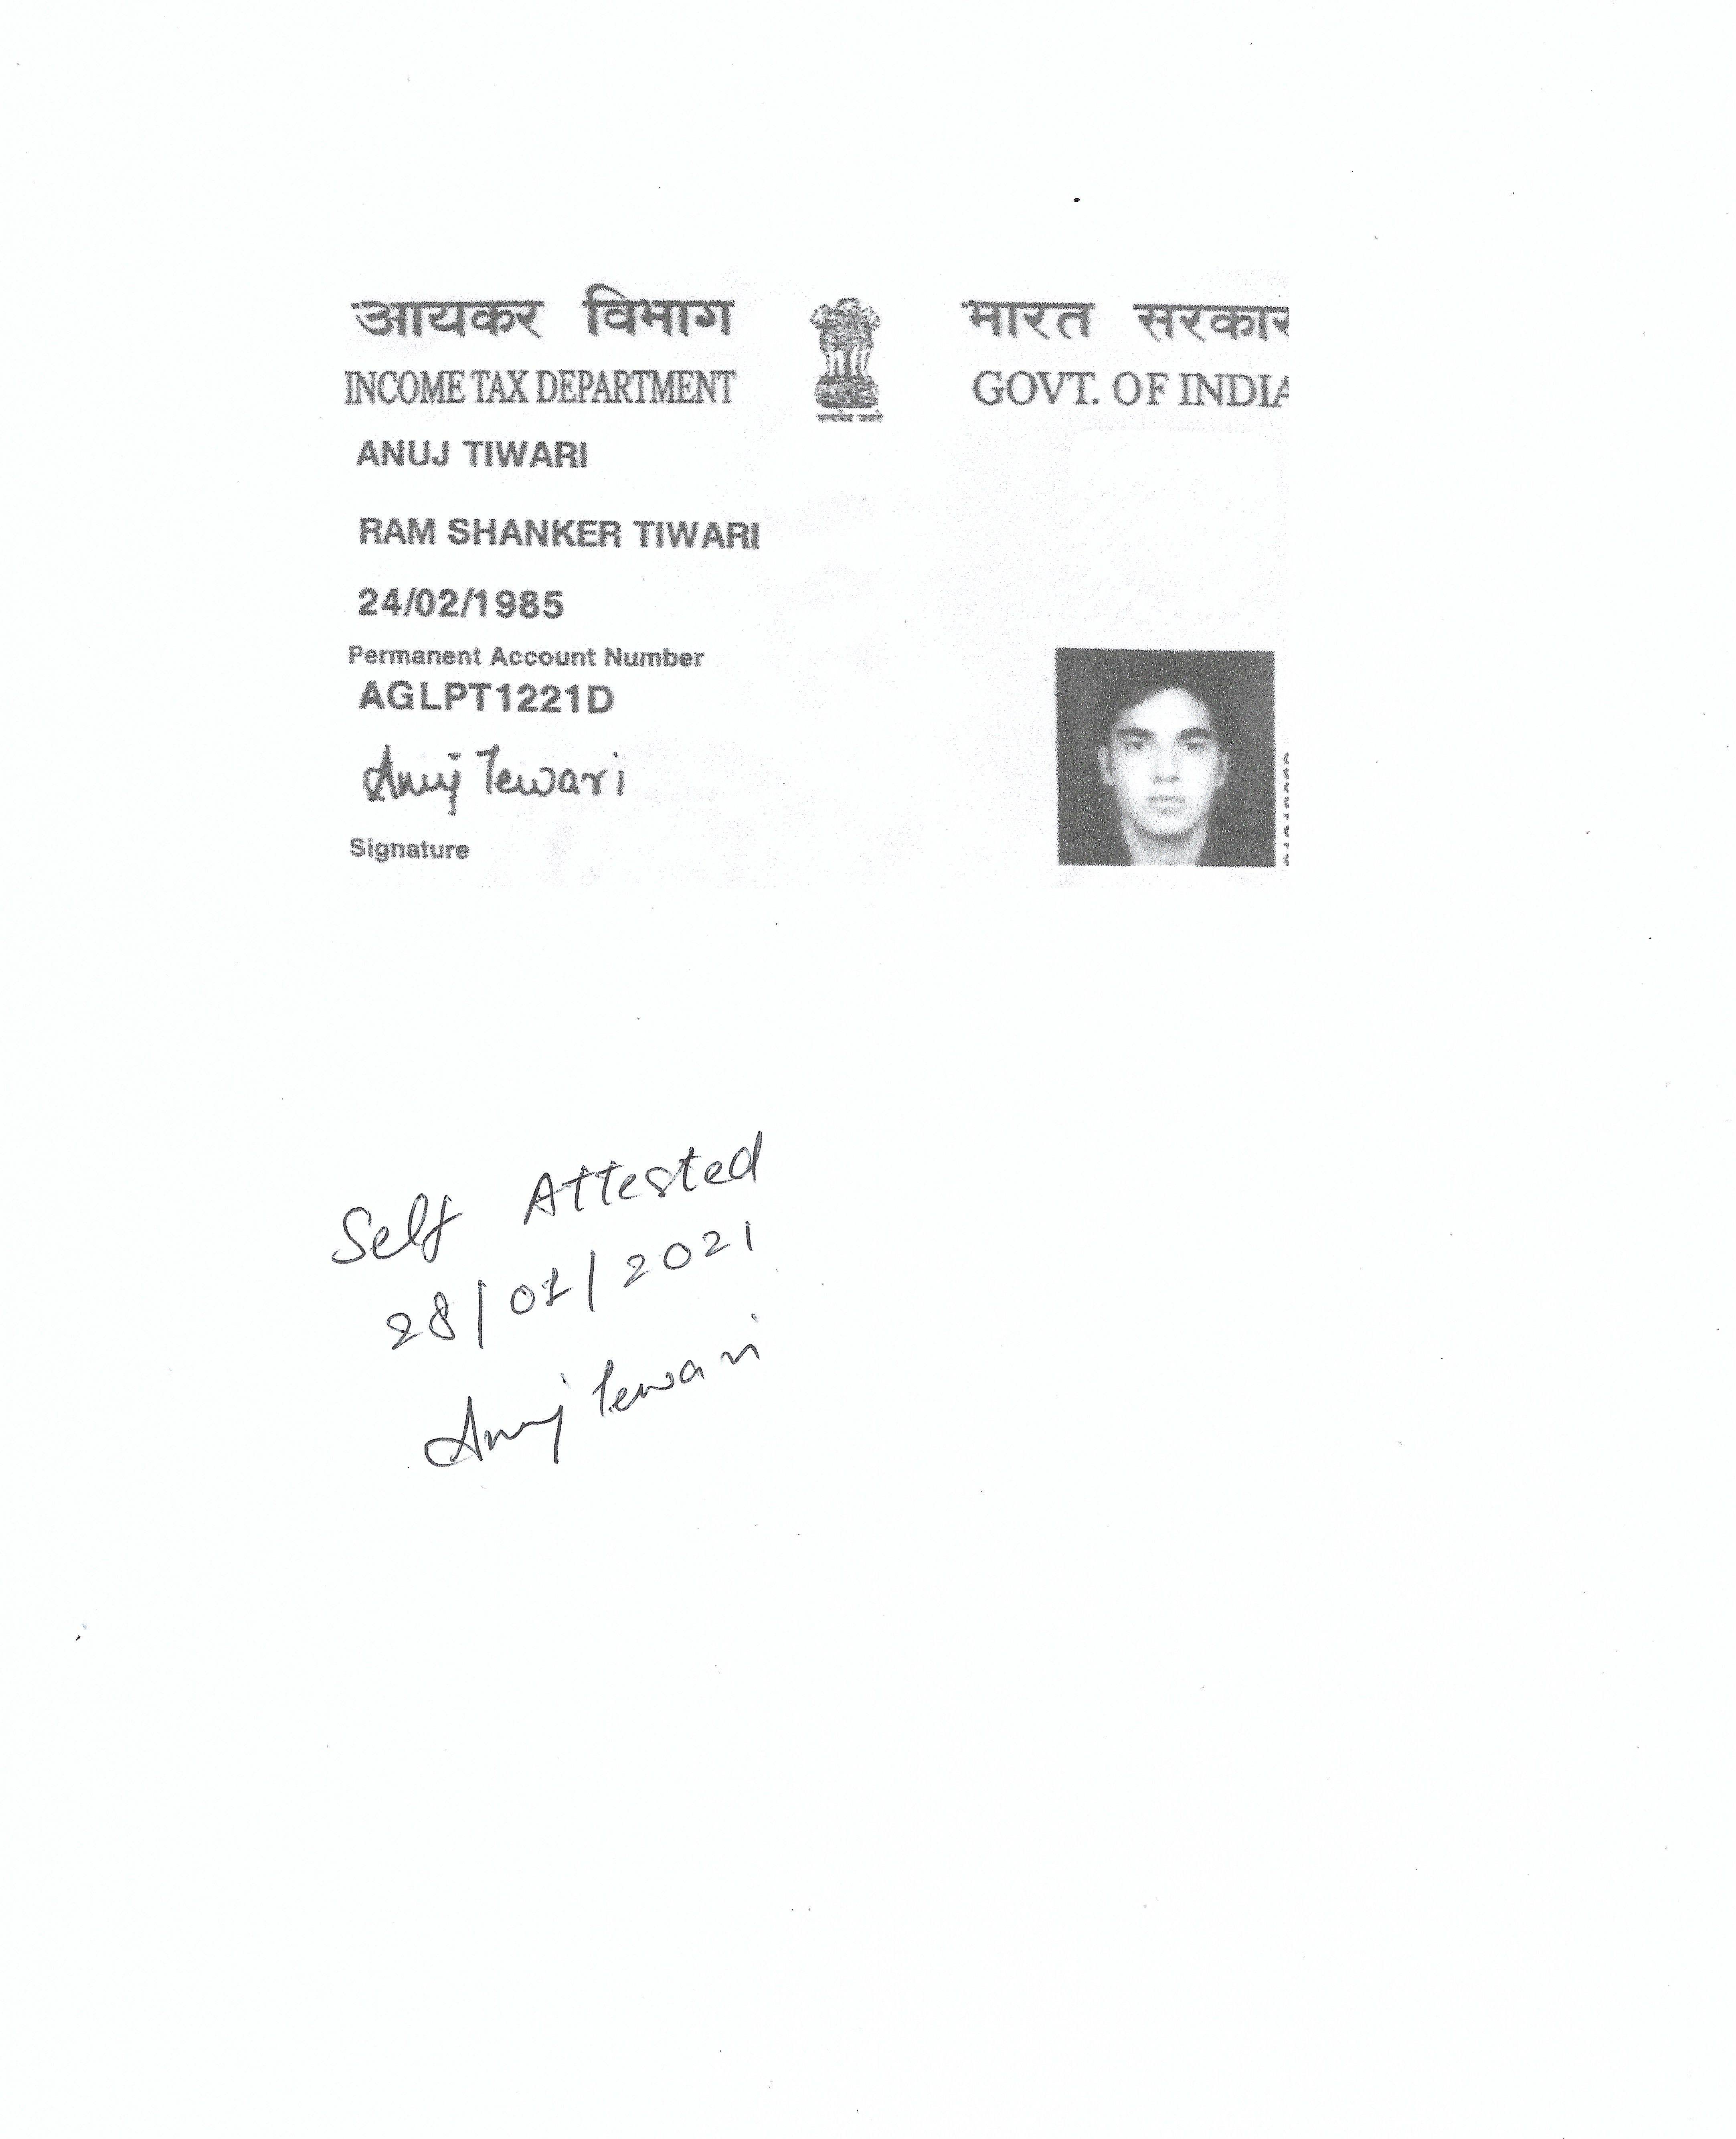 आयकर विभाग
भारत सरकार
INCOME TAX DEPARTMENT
GOVT. OF INDIA
ANUJ TIWARI
RAM SHANKER TIWARI
24/02/1985
Permanent Account Number
AGLPT1221D
Anuj Tewari
Signature
Self Attested
28/01/2021
Anuj Tewari